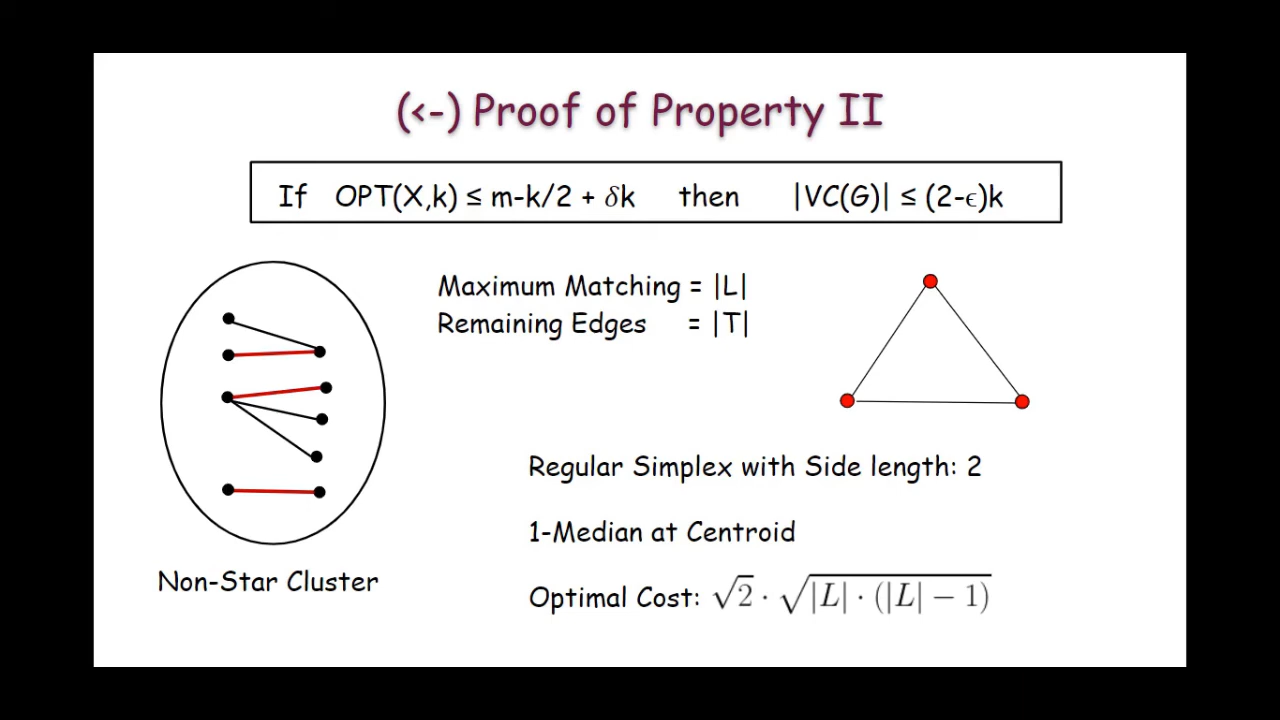 (<-) Proof of Property II
If OPT(X,k) ≤ m-k/2 + δk then |VC(G)| ≤ (2-ϵ)k
Maximum Matching = |L|
Remaining Edges = |T|
Regular Simplex with Side length: 2
1-Median at Centroid
Non-Star Cluster
Optimal Cost: √2 · √|L| · (|L| − 1)